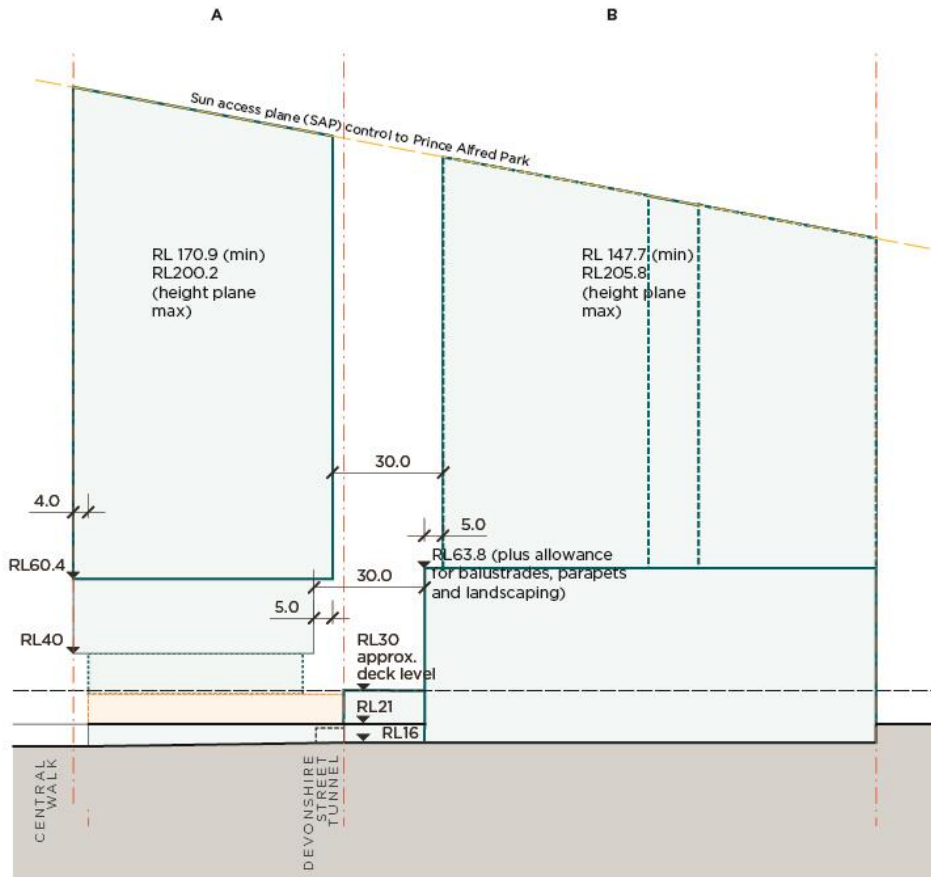 A
B
Sun access plane (SAP) control to Prince Alfred Park
RL 170.9 (min)
RL200.2
(height plane
max)
RL 147.7 (min)
RL205.8
(height plane
max)
30.0
4.0
5.0
RL60.4
RL63.8 (plus allowance
for balustrades, parapets
and landscaping)
30.0
5.0
RL40
RL30
approx.
deck level
RL21
RL16
CENTRAL
WALK
DEVONSHIRE
STREET
TUNNEL